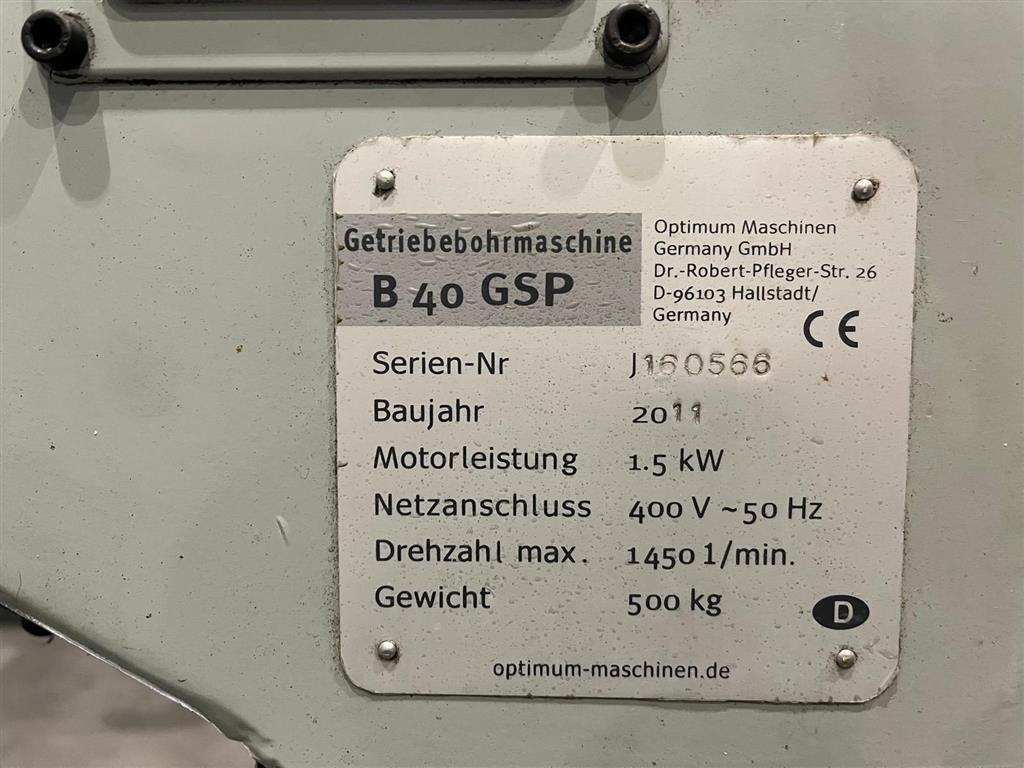 Getriebebohrmaschine
B 40 GSP
Optimum Maschinen
Germany GmbH
Dr.-Robert-Pfleger-Str. 26
D-96103 Hallstadt/
Germany
CE
Serien-Nr J160566
Baujahr 2011
Motorleistung 1.5 kW
Netzanschluss 400 V ~50 Hz
Drehzahl max. 1450 1/min.
Gewicht 500 kg
D
optimum-maschinen.de